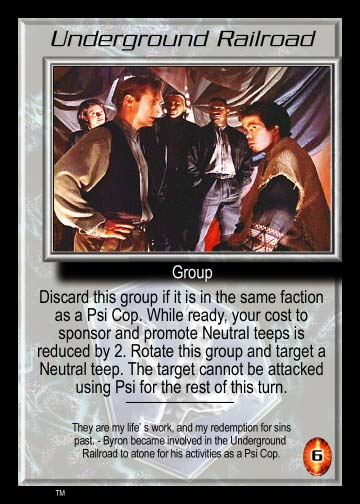 Underground Railroad
Group
Discard this group if it is in the same faction
as a Psi Cop. While ready, your cost to
sponsor and promote Neutral teeps is
reduced by 2. Rotate this group and target a
Neutral teep. The target cannot be attacked
using Psi for the rest of this turn.
They are my life' s work, and my redemption for sins
past. - Byron became involved in the Underground
Railroad to atone for his activities as a Psi Cop.
6
TM